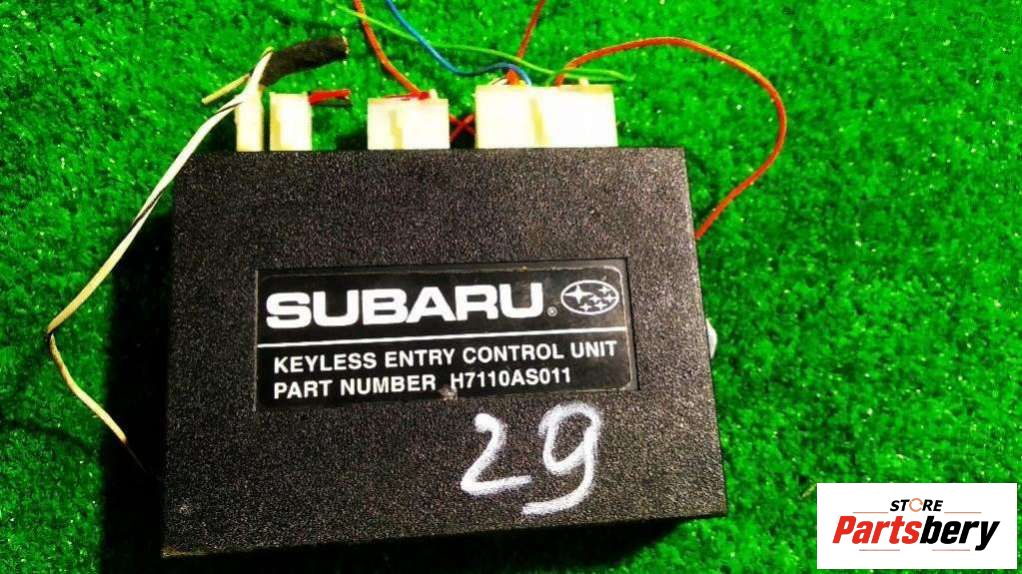 SUBARU®
KEYLESS ENTRY CONTROL UNIT
PART NUMBER H7110AS011
29
STORE
Partsbery